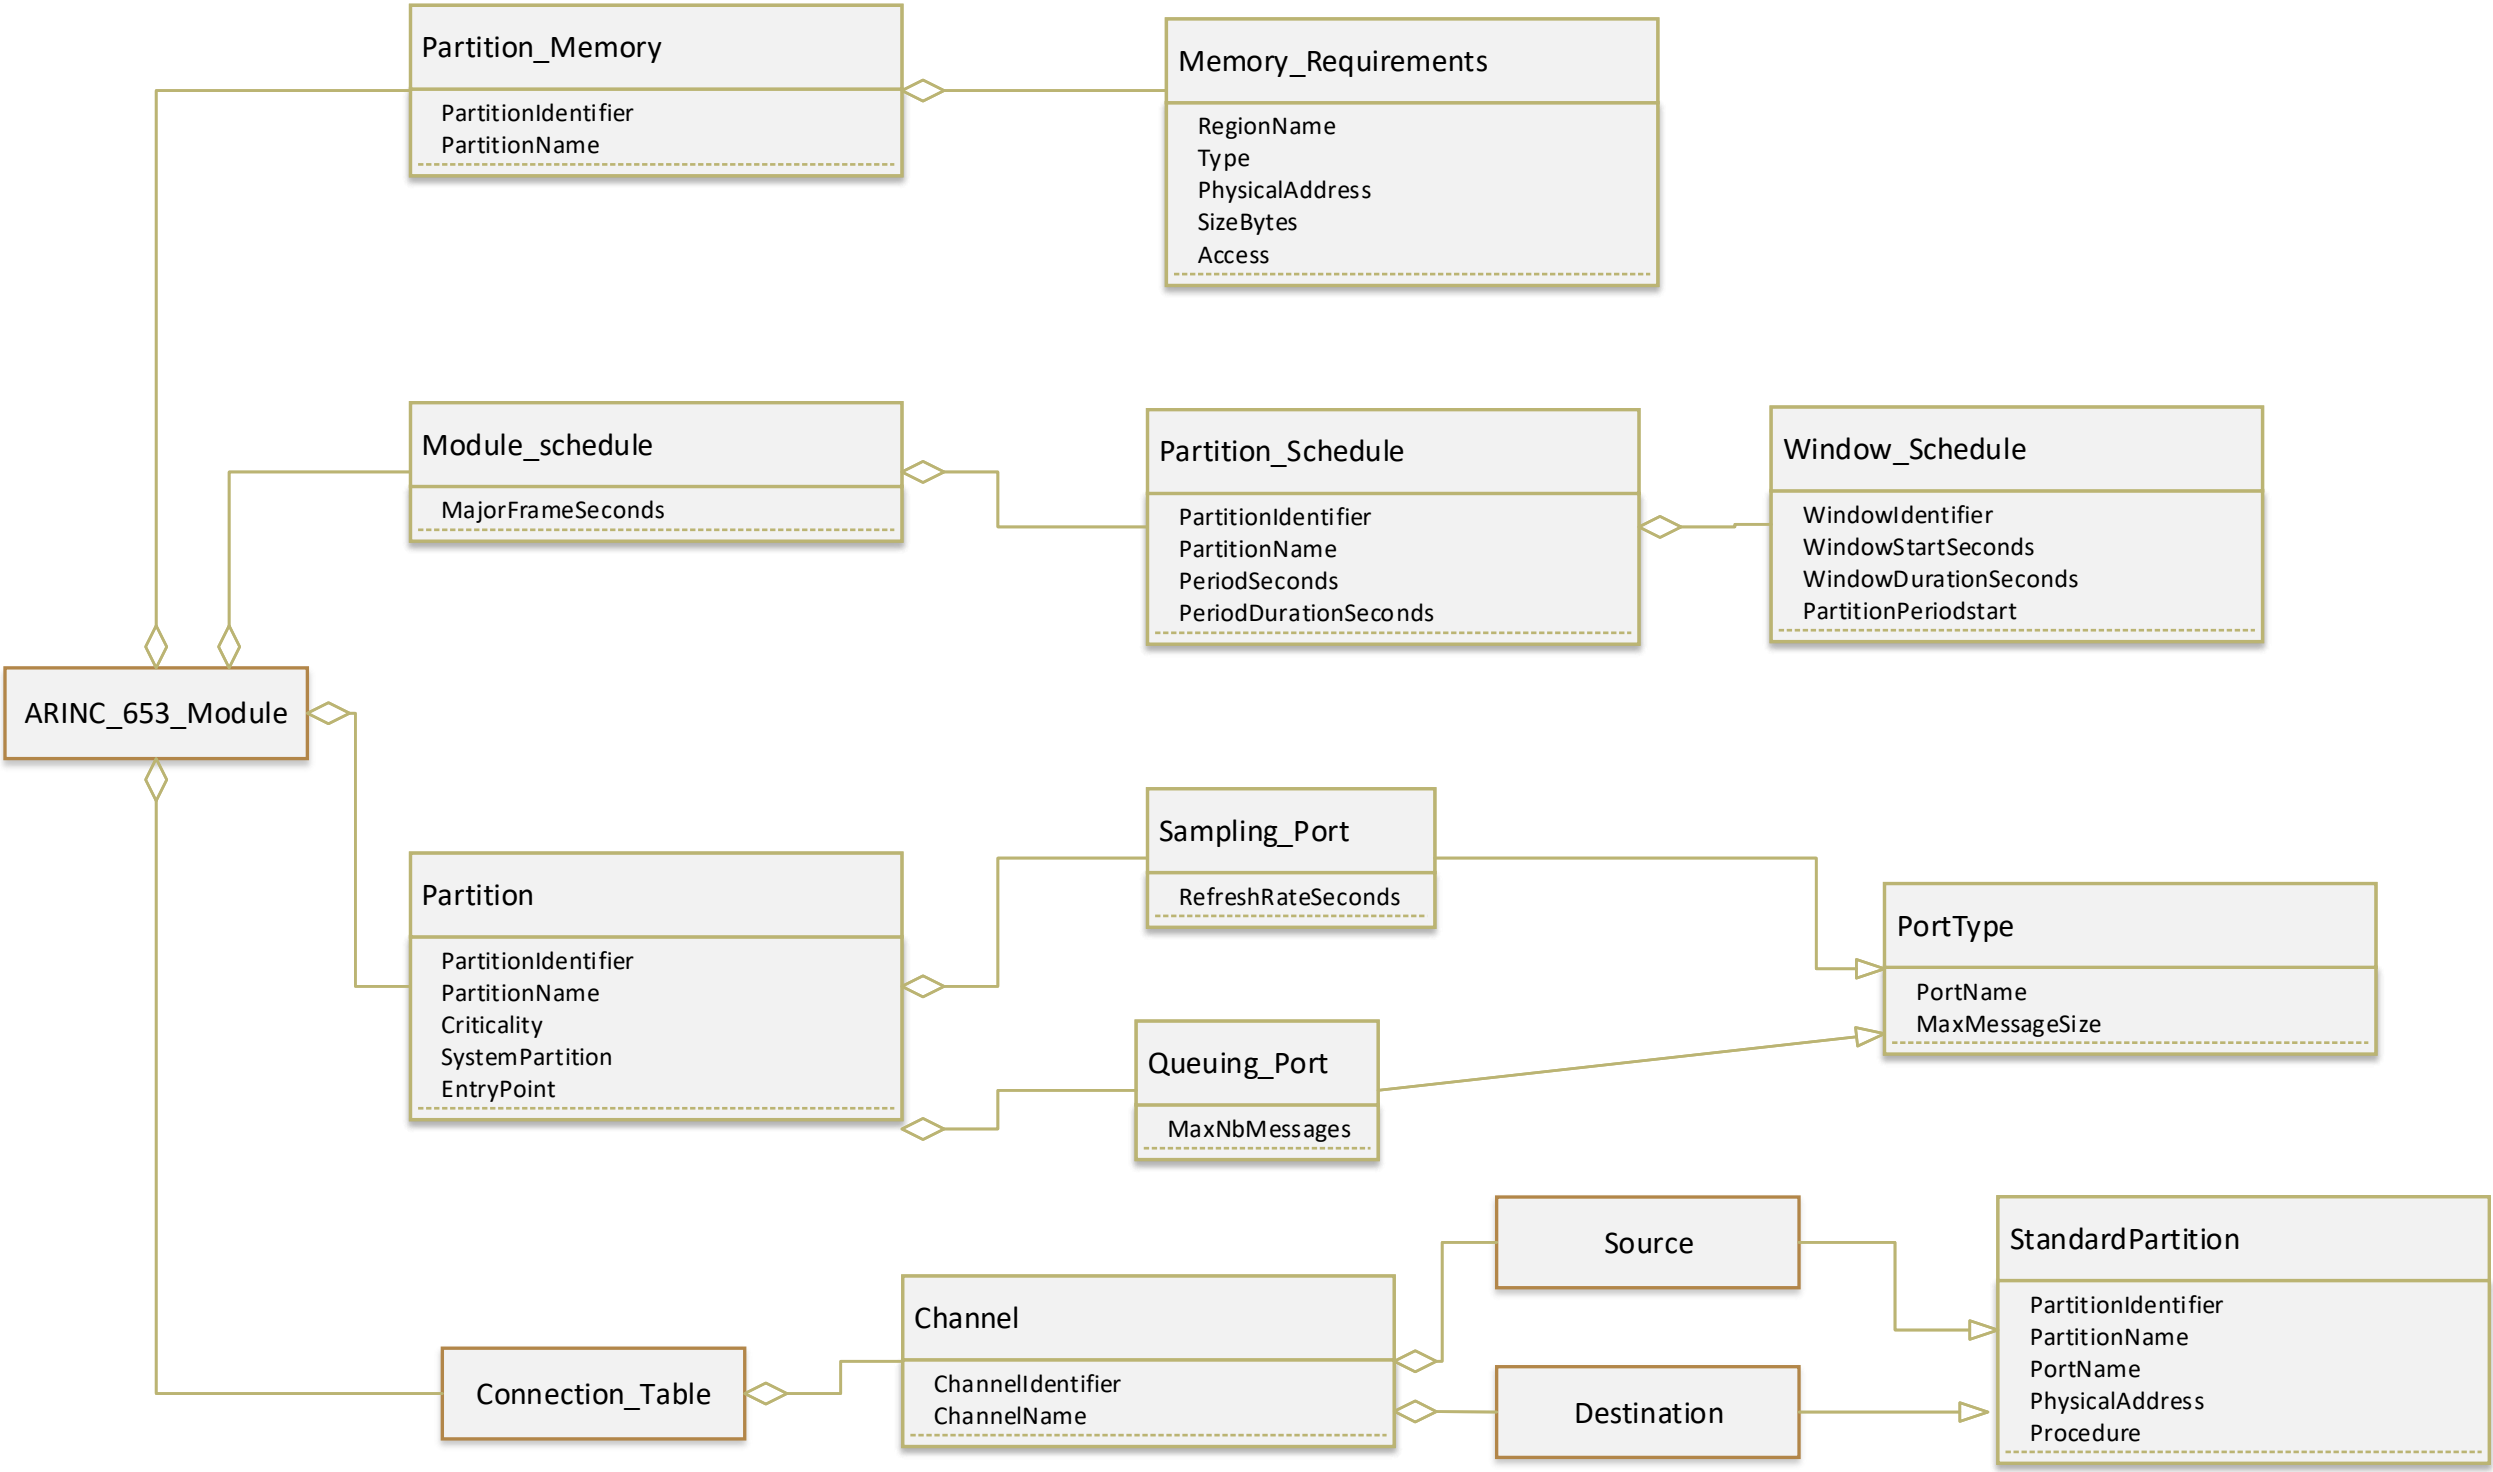 Partition_Memory
PartitionIdentifier
PartitionName
Memory_Requirements
RegionName
Type
PhysicalAddress
SizeBytes
Access
Module_schedule
MajorFrameSeconds
Partition_Schedule
PartitionIdentifier
PartitionName
PeriodSeconds
PeriodDurationSeconds
Window_Schedule
WindowIdentifier
WindowStartSeconds
WindowDurationSeconds
PartitionPeriodstart
ARINC_653_Module
Partition
PartitionIdentifier
PartitionName
Criticality
SystemPartition
EntryPoint
Sampling_Port
RefreshRateSeconds
PortType
PortName
MaxMessageSize
Queuing_Port
MaxNbMessages
Connection_Table
Channel
ChannelIdentifier
ChannelName
Source
Destination
StandardPartition
PartitionIdentifier
PartitionName
PortName
PhysicalAddress
Procedure